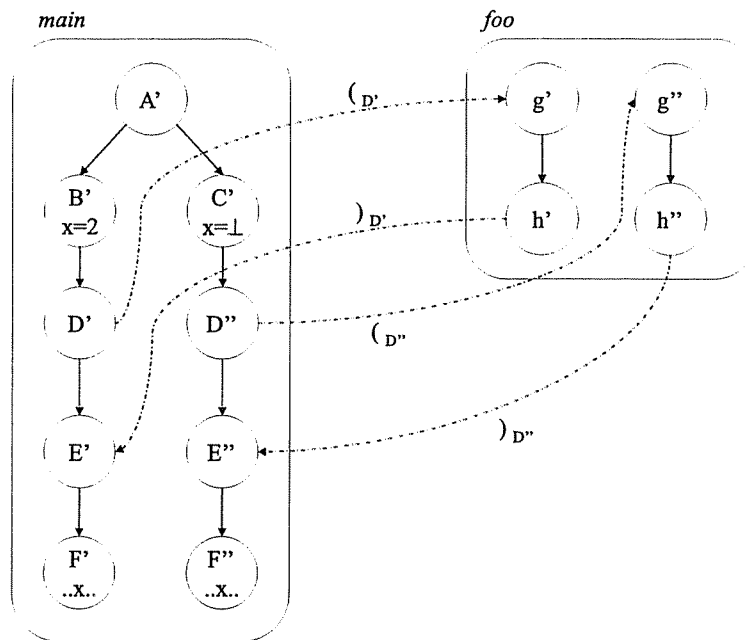 main
foo
A'
( D'
g'
g''
B'
x=2
C'
x=⊥
) D'
h'
h''
D'
D''
( D''
E'
E''
) D''
F'
..x..
F''
..x..